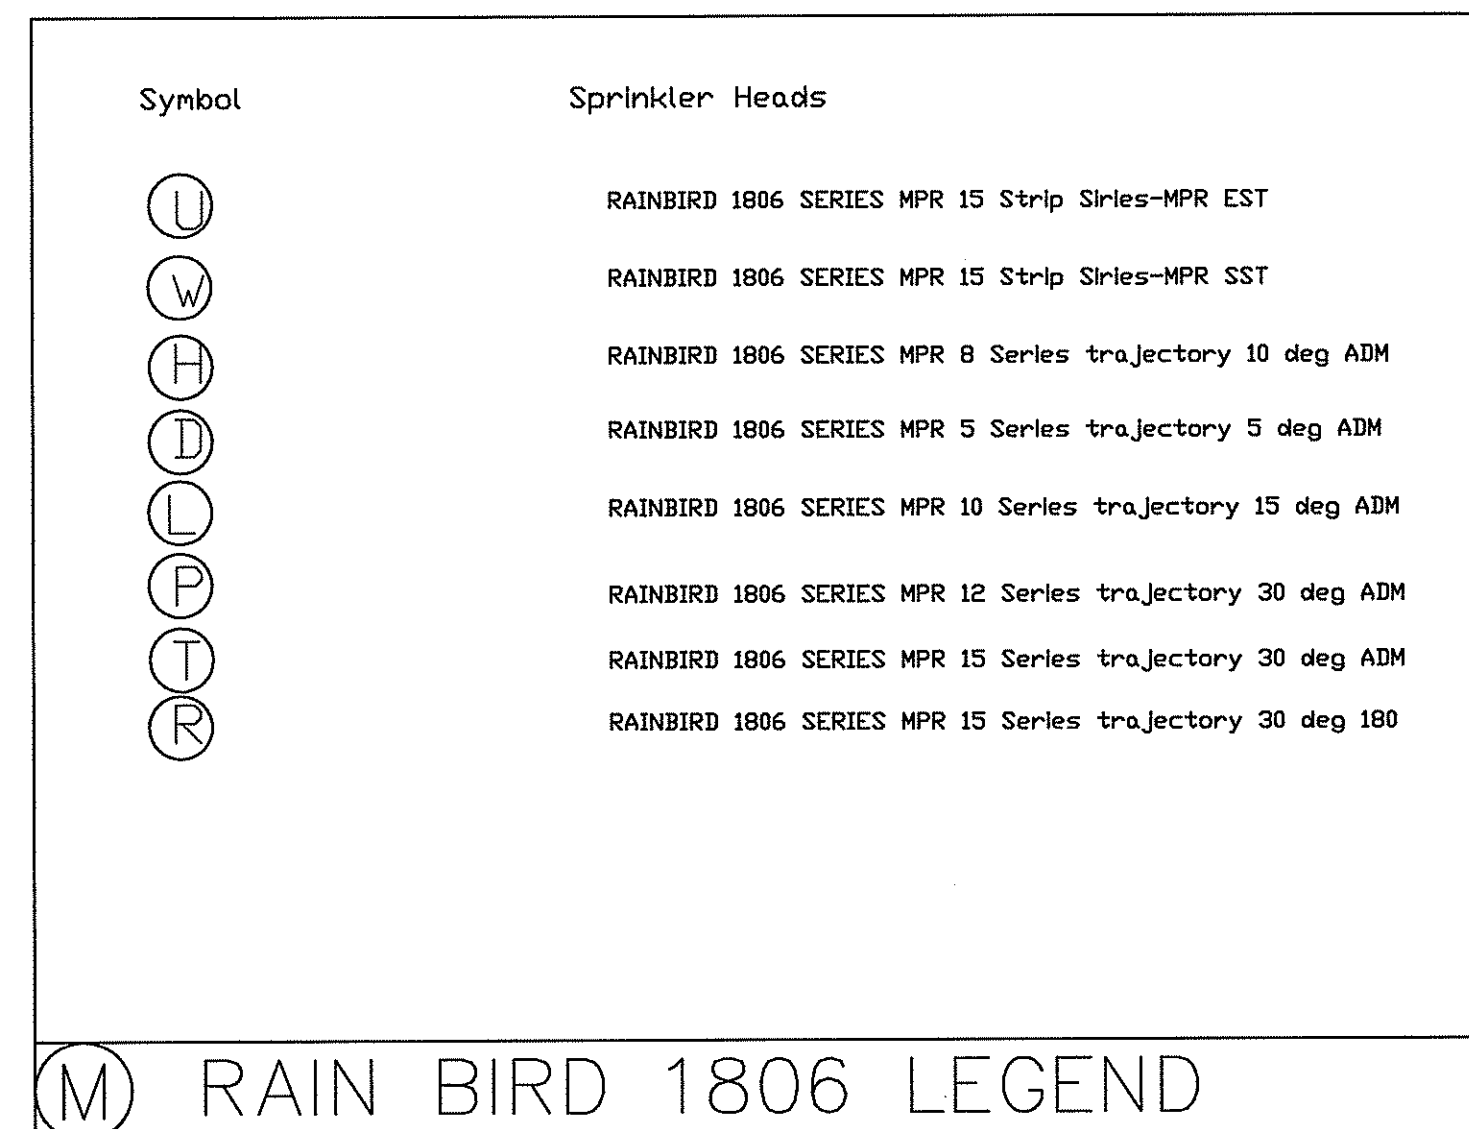 Symbol Sprinkler Heads
U RAINBIRD 1806 SERIES MPR 15 Strip Siries-MPR EST
W RAINBIRD 1806 SERIES MPR 15 Strip Siries-MPR SST
H RAINBIRD 1806 SERIES MPR 8 Series trajectory 10 deg ADM
D RAINBIRD 1806 SERIES MPR 5 Series trajectory 5 deg ADM
L RAINBIRD 1806 SERIES MPR 10 Series trajectory 15 deg ADM
P RAINBIRD 1806 SERIES MPR 12 Series trajectory 30 deg ADM
T RAINBIRD 1806 SERIES MPR 15 Series trajectory 30 deg ADM
R RAINBIRD 1806 SERIES MPR 15 Series trajectory 30 deg 180
M RAIN BIRD 1806 LEGEND